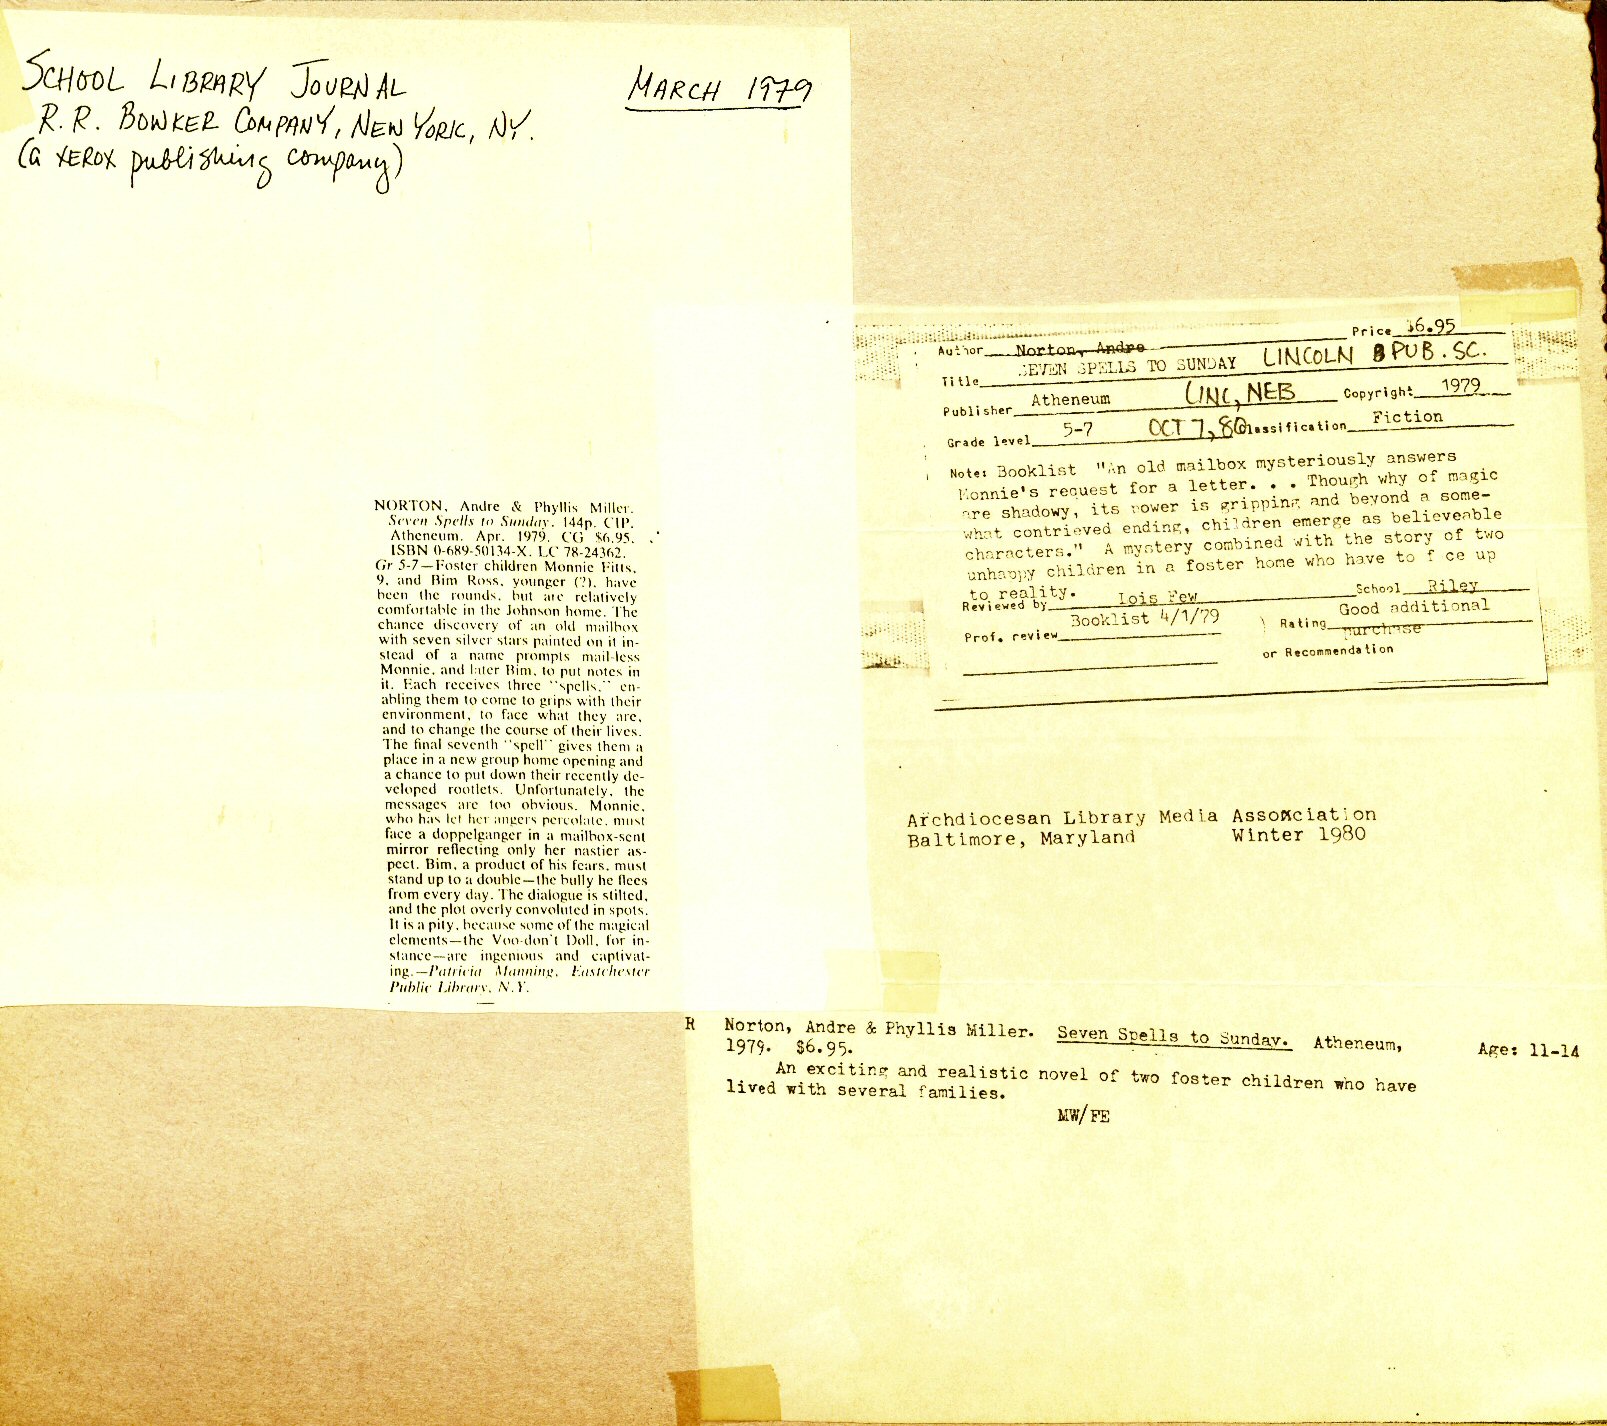 SCHOOL LIBRARY JOURNAL
R. R. BOWKER COMPANY, NEW YORK, NY.
(a XEROX publishing company)
MARCH 1979
NORTON, Andre & Phyllis Miller.
Seven Spells to Sunday. 144p. CIP.
Atheneum. Apr. 1979. CG $6.95.
ISBN 0-689-50134-X. LC 78-24362.
Gr 5-7—Foster children Monnie Fitts,
9, and Bim Ross, younger (?), have
been the rounds, but are relatively
comfortable in the Johnson home. The
chance discovery of an old mailbox
with seven silver stars painted on it in-
stead of a name prompts mail-less
Monnie, and later Bim, to put notes in
it. Each receives three "spells," en-
abling them to come to grips with their
environment, to face what they are,
and to change the course of their lives.
The final seventh "spell" gives them a
place in a new group home opening and
a chance to put down their recently de-
veloped rootlets. Unfortunately, the
messages are too obvious. Monnie,
who has let her angers percolate, must
face a doppelganger in a mailbox-sent
mirror reflecting only her nastier as-
pect. Bim, a product of his fears, must
stand up to a double—the bully he flees
from every day. The dialogue is stilted,
and the plot overly convoluted in spots.
It is a pity, because some of the magical
elements—the Voo-don't Doll, for in-
stance—are ingenious and captivat-
ing.—Patricia Manning, Eastchester
Public Library, N.Y.
Price $6.95
Author Norton, Andre
Title SEVEN SPELLS TO SUNDAY LINCOLN PUB. SC.
Publisher Atheneum LINC, NEB Copyright 1979
Grade level 5-7 OCT 7, 80 Classification Fiction
Note: Booklist "An old mailbox mysteriously answers
Monnie's request for a letter. . . Though why of magic
are shadowy, its power is gripping and beyond a some-
what contrieved ending, children emerge as believeable
characters." A mystery combined with the story of two
unhappy children in a foster home who have to f ce up
to reality.
Reviewed by Lois Few School Riley
Prof. review Booklist 4/1/79 Rating Good additional
purchase
or Recommendation
Archdiocesan Library Media Association
Baltimore, Maryland Winter 1980
R Norton, Andre & Phyllis Miller. Seven Spells to Sunday. Atheneum,
1979. $6.95. Age: 11-14
An exciting and realistic novel of two foster children who have
lived with several families.
MW/FE